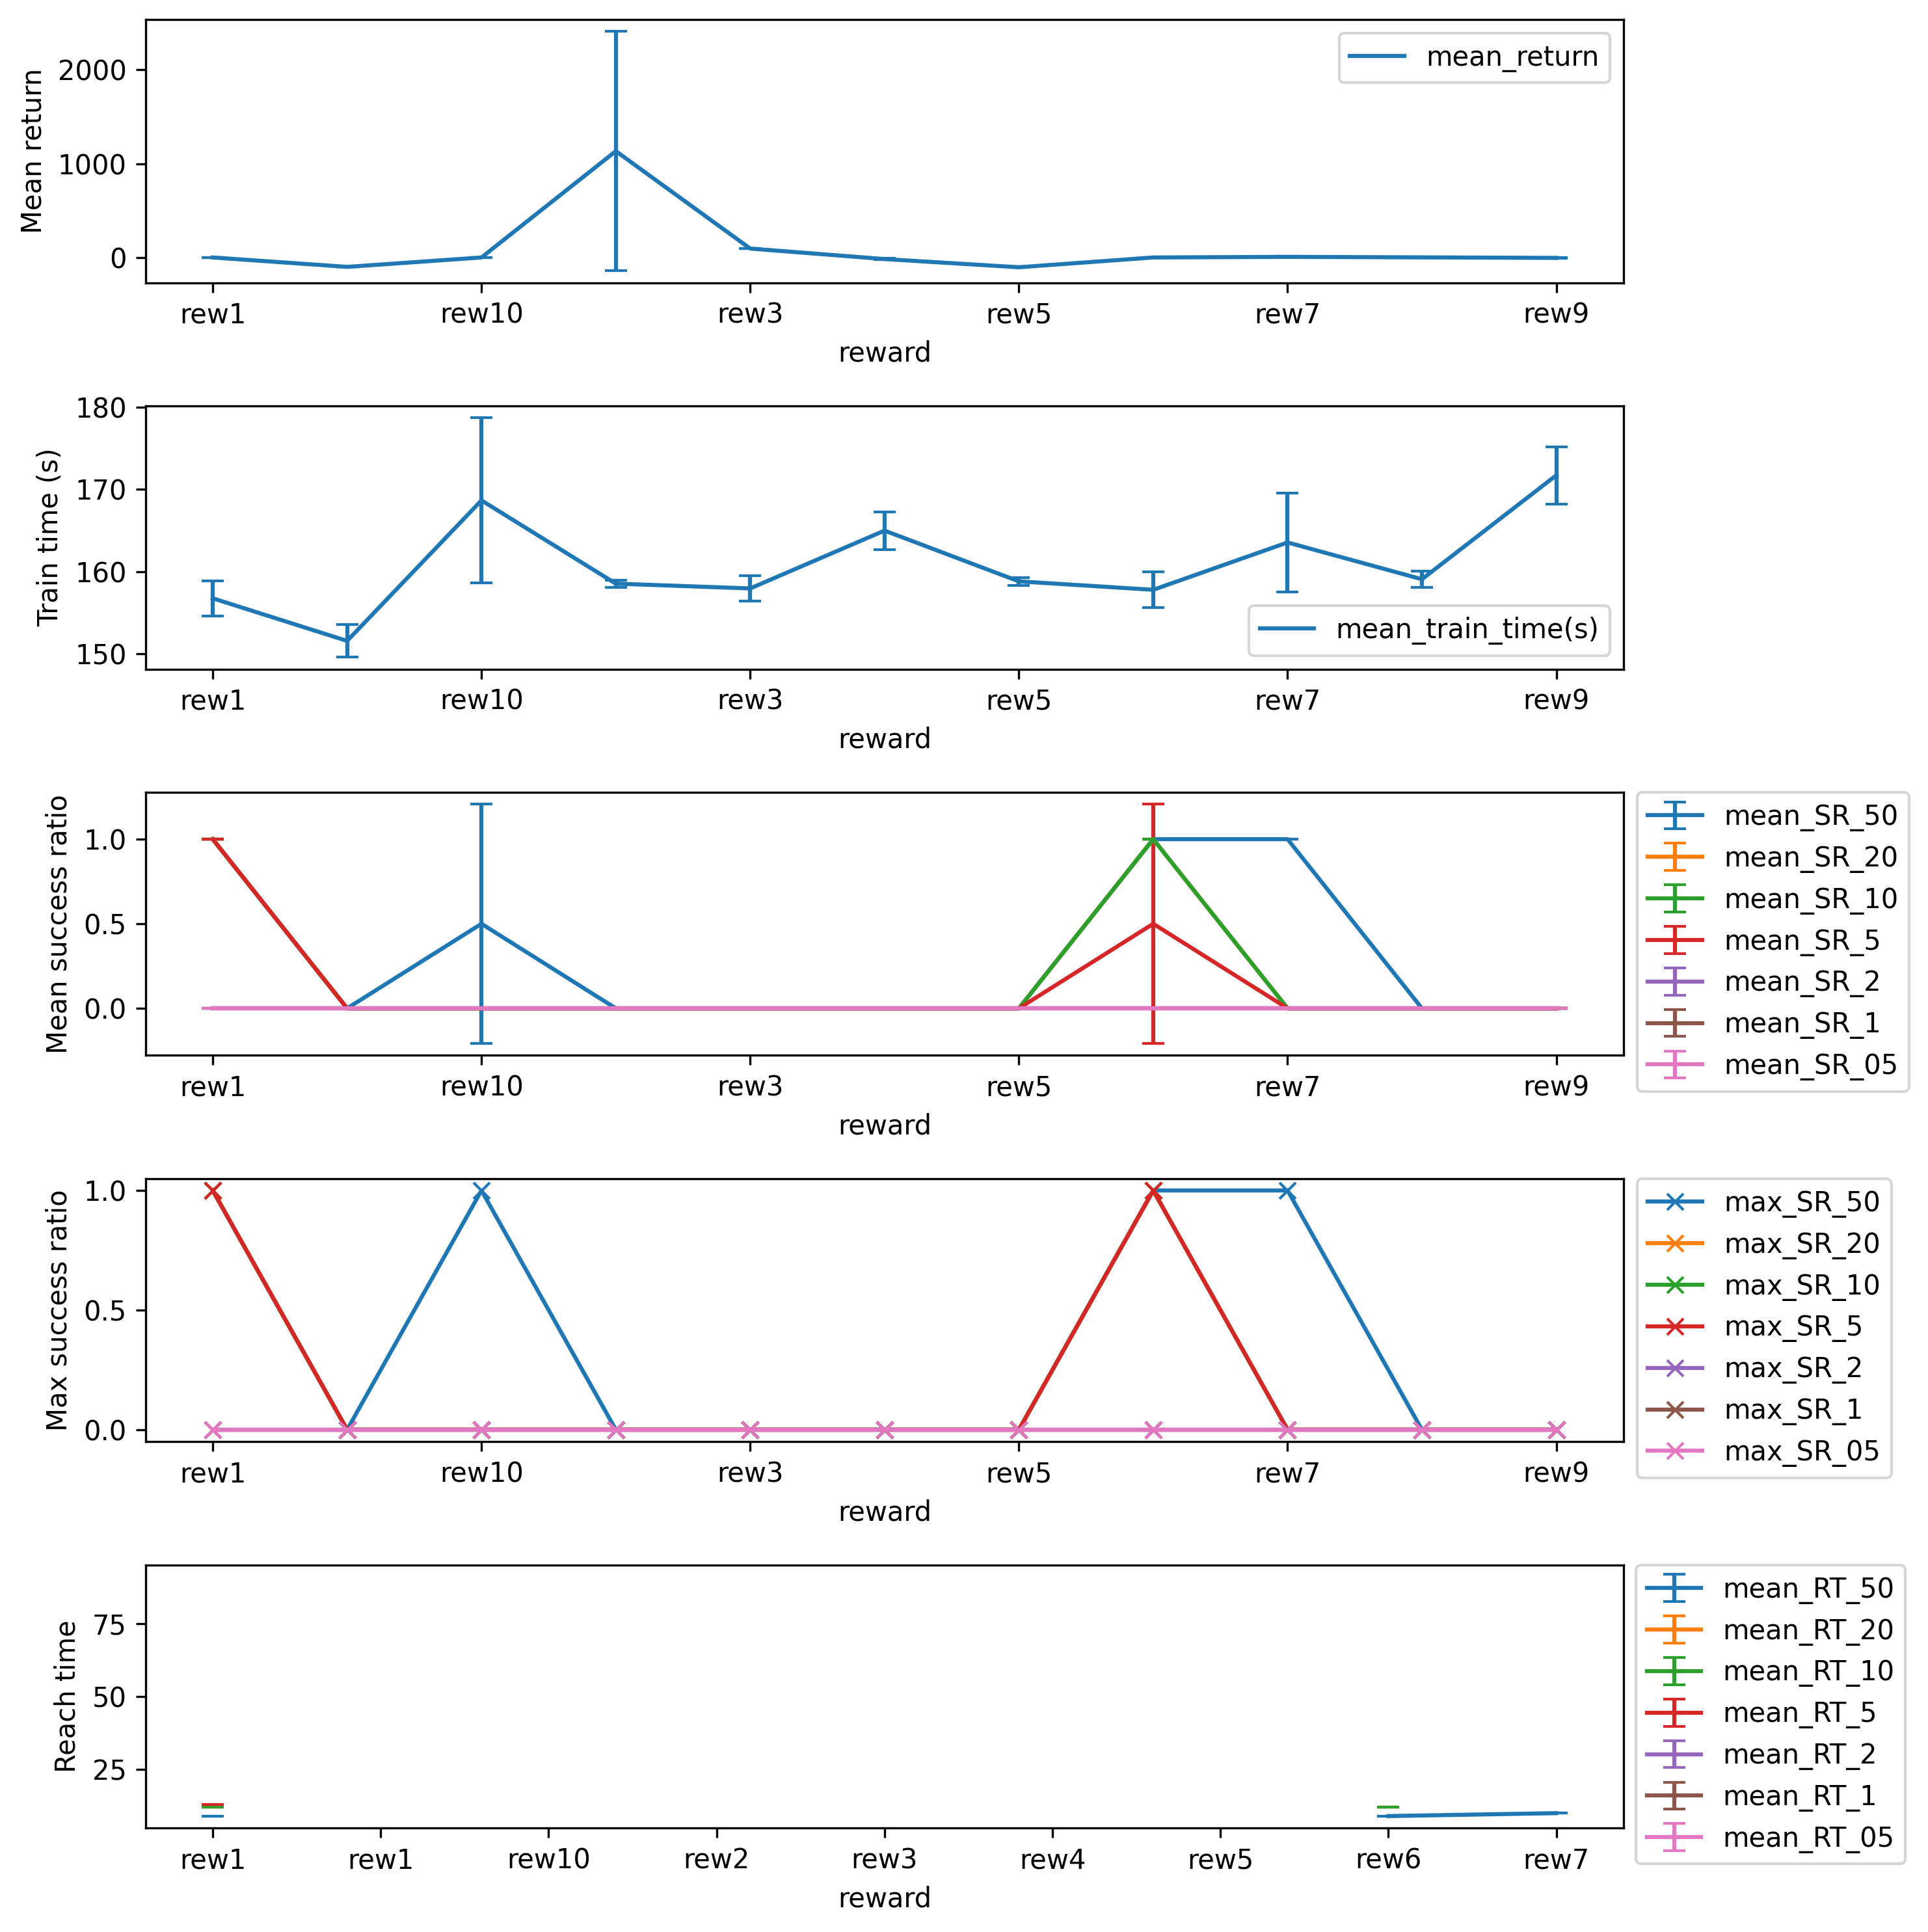 2000
1000
0
Mean return
mean_return
rew1 rew10 rew3 rew5 rew7 rew9
reward
180
170
160
150
Train time (s)
mean_train_time(s)
rew1 rew10 rew3 rew5 rew7 rew9
reward
1.0
0.5
0.0
Mean success ratio
rew1 rew10 rew3 rew5 rew7 rew9
reward
mean_SR_50
mean_SR_20
mean_SR_10
mean_SR_5
mean_SR_2
mean_SR_1
mean_SR_05
1.0
0.5
0.0
Max success ratio
rew1 rew10 rew3 rew5 rew7 rew9
reward
max_SR_50
max_SR_20
max_SR_10
max_SR_5
max_SR_2
max_SR_1
max_SR_05
75
50
25
Reach time
rew1 rew1 rew10 rew2 rew3 rew4 rew5 rew6 rew7
reward
mean_RT_50
mean_RT_20
mean_RT_10
mean_RT_5
mean_RT_2
mean_RT_1
mean_RT_05